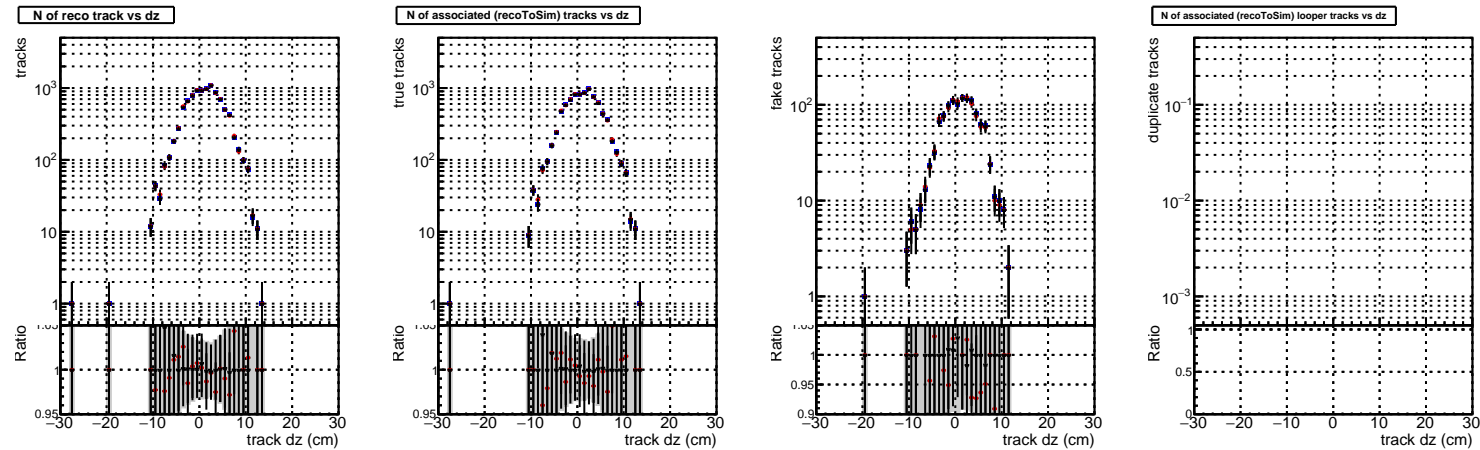 N of reco track vs dz
tracks
10³
10²
10
1
Ratio
1.05
1
0.95
−30 −20 −10 0 10 20 30
track dz (cm)
N of associated (recoToSim) tracks vs dz
true tracks
10³
10²
10
1
Ratio
1.05
1
0.95
−30 −20 −10 0 10 20 30
track dz (cm)
fake tracks
10²
10
1
Ratio
1
0.95
0.9
−30 −20 −10 0 10 20 30
track dz (cm)
N of associated (recoToSim) looper tracks vs dz
duplicate tracks
10⁻¹
10⁻²
10⁻³
Ratio
1
0.5
0
−30 −20 −10 0 10 20 30
track dz (cm)